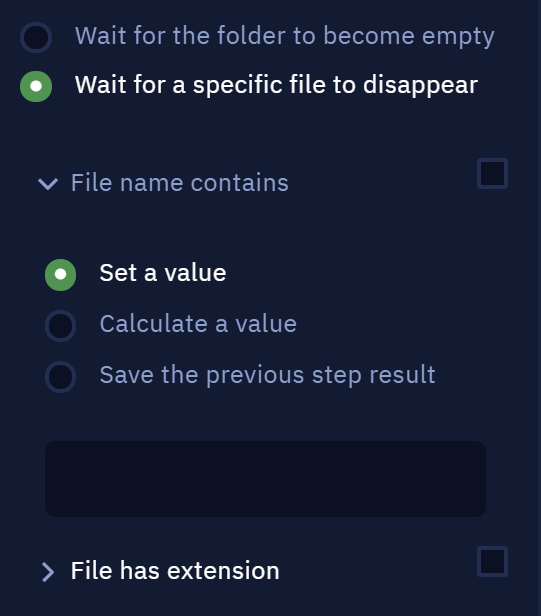 Wait for the folder to become empty
Wait for a specific file to disappear
File name contains
Set a value
Calculate a value
Save the previous step result
File has extension